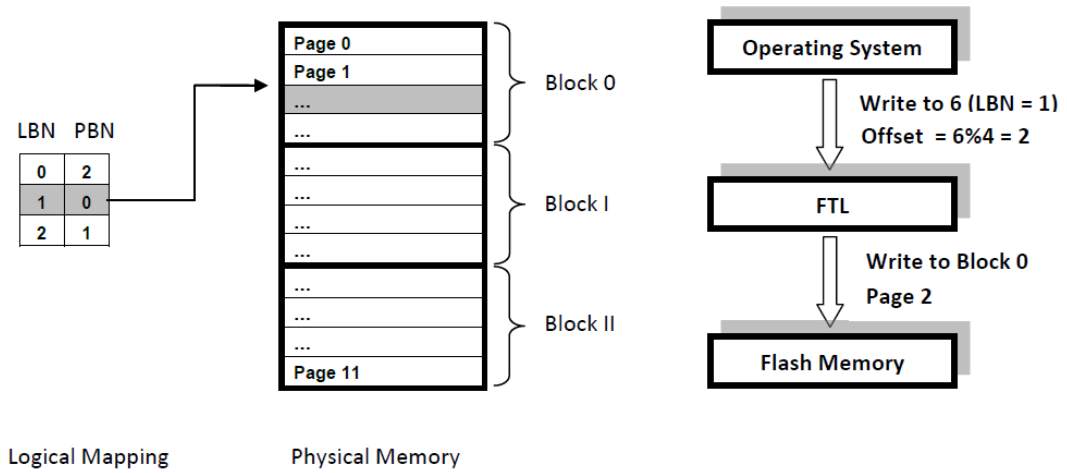 LBN PBN
0 2
1 0
2 1
Logical Mapping
Page 0
Page 1
...
...
...
...
...
...
...
...
...
Page 11
Block 0
Block I
Block II
Physical Memory
Operating System
Write to 6 (LBN = 1)
Offset = 6%4 = 2
FTL
Write to Block 0
Page 2
Flash Memory